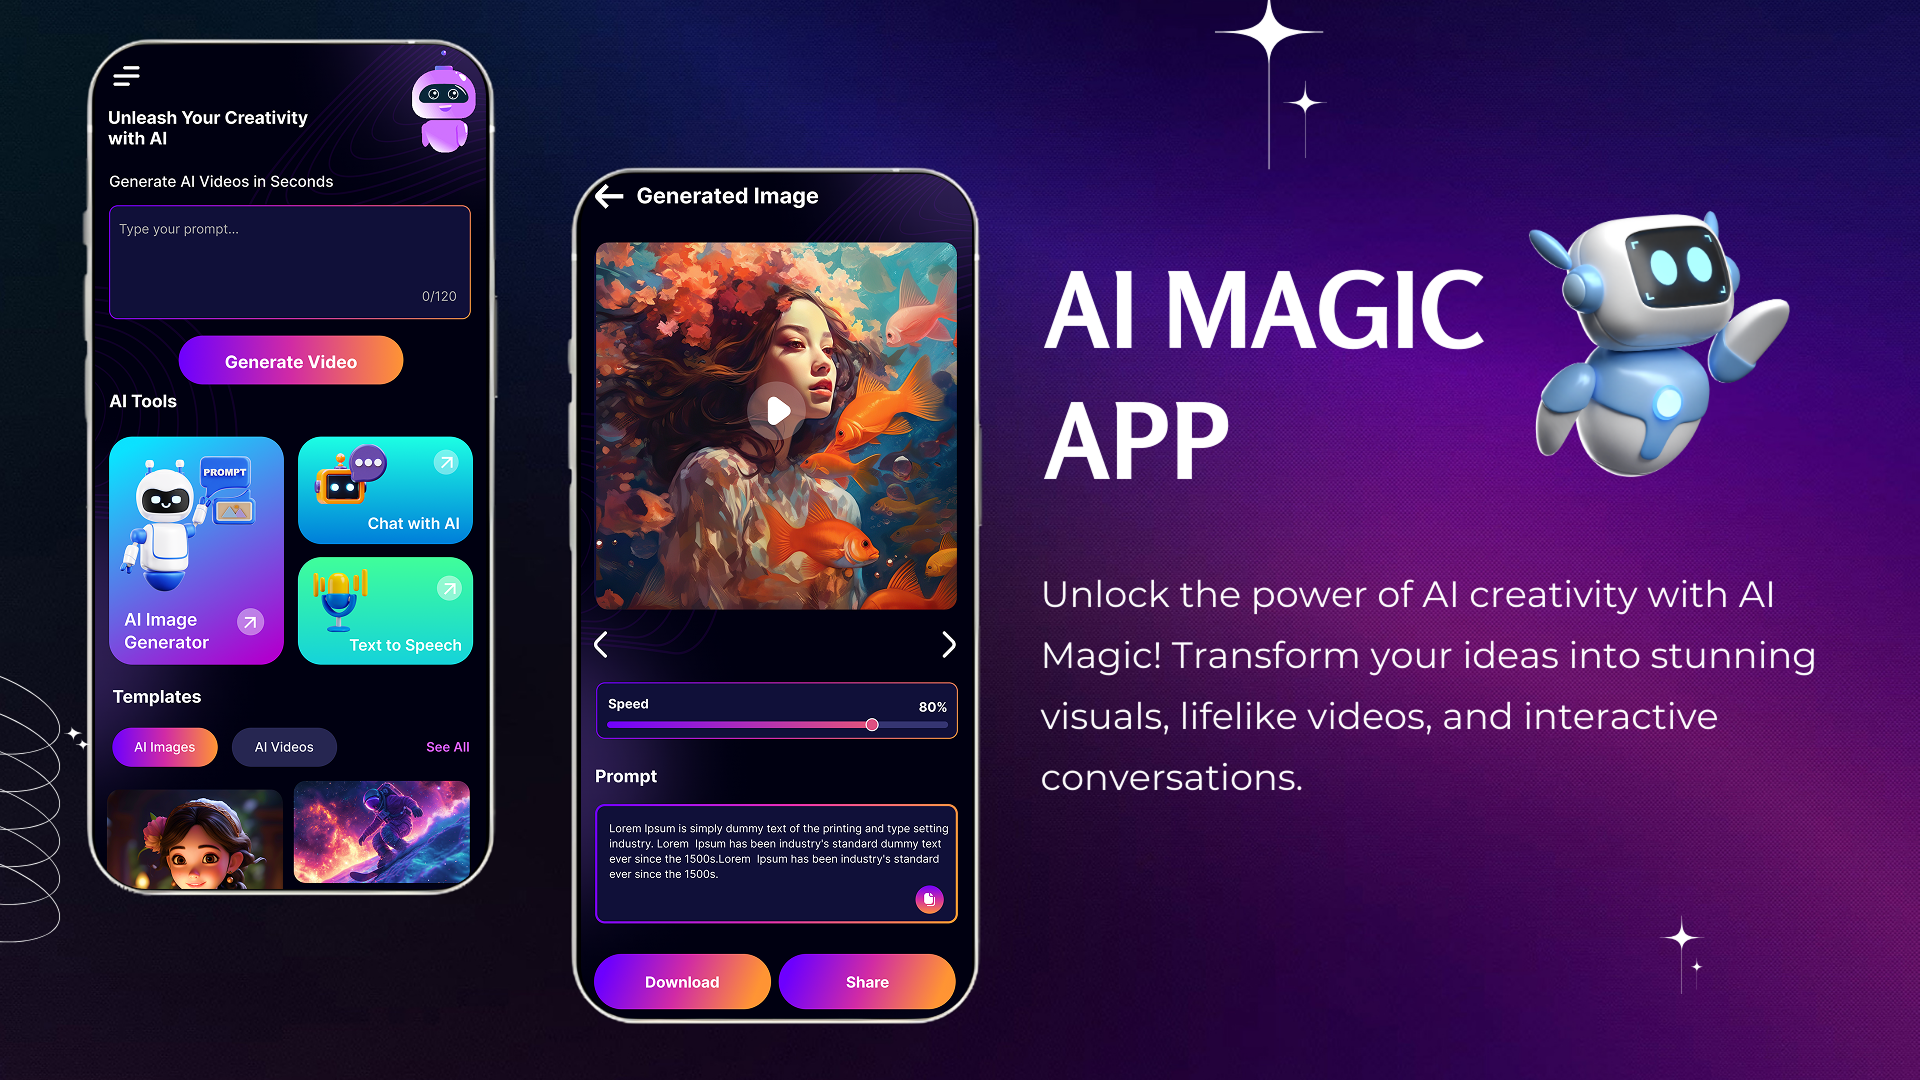 Unleash Your Creativity
with AI
Generate AI Videos in Seconds
Type your prompt...
0/120
Generate Video
AI Tools
PROMPT
AI Image
Generator
Chat with AI
Text to Speech
Templates
AI Images
AI Videos
See All
Generated Image
Speed
80%
Prompt
Lorem Ipsum is simply dummy text of the printing and type setting
industry. Lorem  Ipsum has been industry's standard dummy text
ever since the 1500s.Lorem  Ipsum has been industry's standard
ever since the 1500s.
Download
Share
AI MAGIC
APP
Unlock the power of AI creativity with AI
Magic! Transform your ideas into stunning
visuals, lifelike videos, and interactive
conversations.